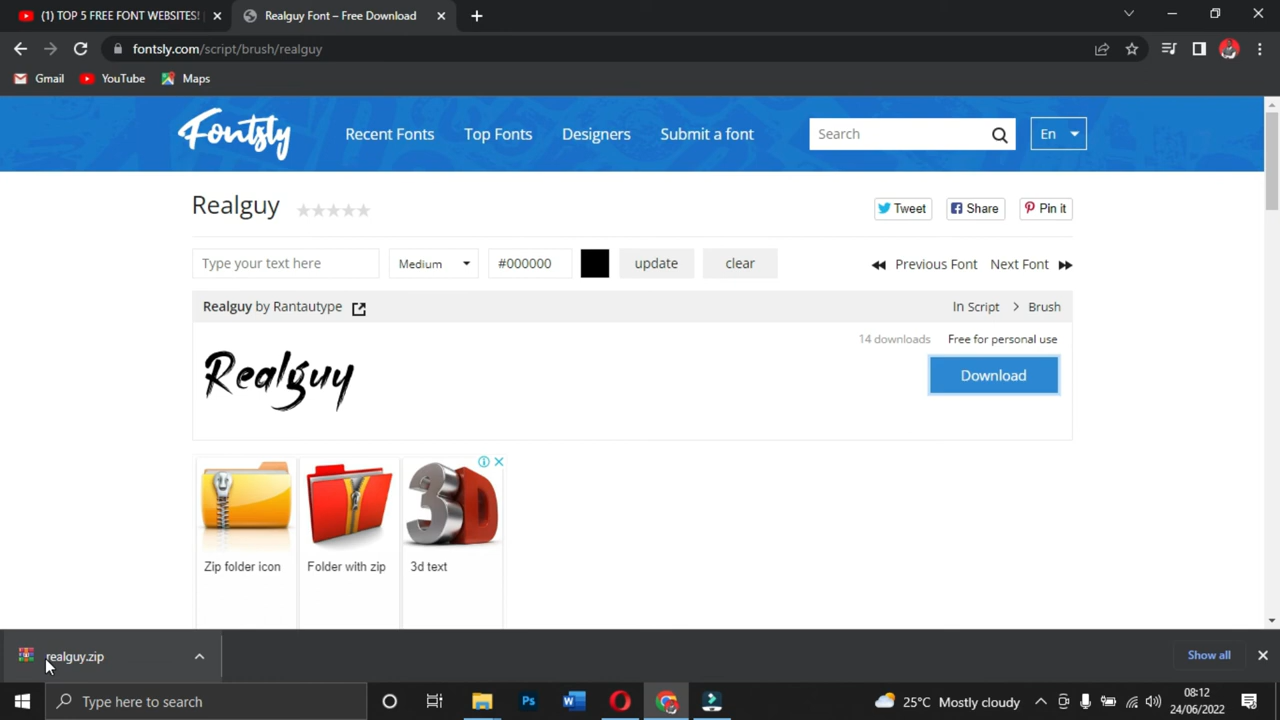 (1) TOP 5 FREE FONT WEBSITES!
Realguy Font – Free Download
fontsly.com/script/brush/realguy
Gmail
YouTube
Maps
Fontsly
Recent Fonts
Top Fonts
Designers
Submit a font
Search
En
Realguy
Tweet
Share
Pin it
Type your text here
Medium
#000000
update
clear
Previous Font
Next Font
Realguy by Rantautype
In Script > Brush
14 downloads
Free for personal use
Realguy
Download
3D
Zip folder icon
Folder with zip
3d text
realguy.zip
Show all
Type here to search
Ps
W
25°C Mostly cloudy
08:12
24/06/2022